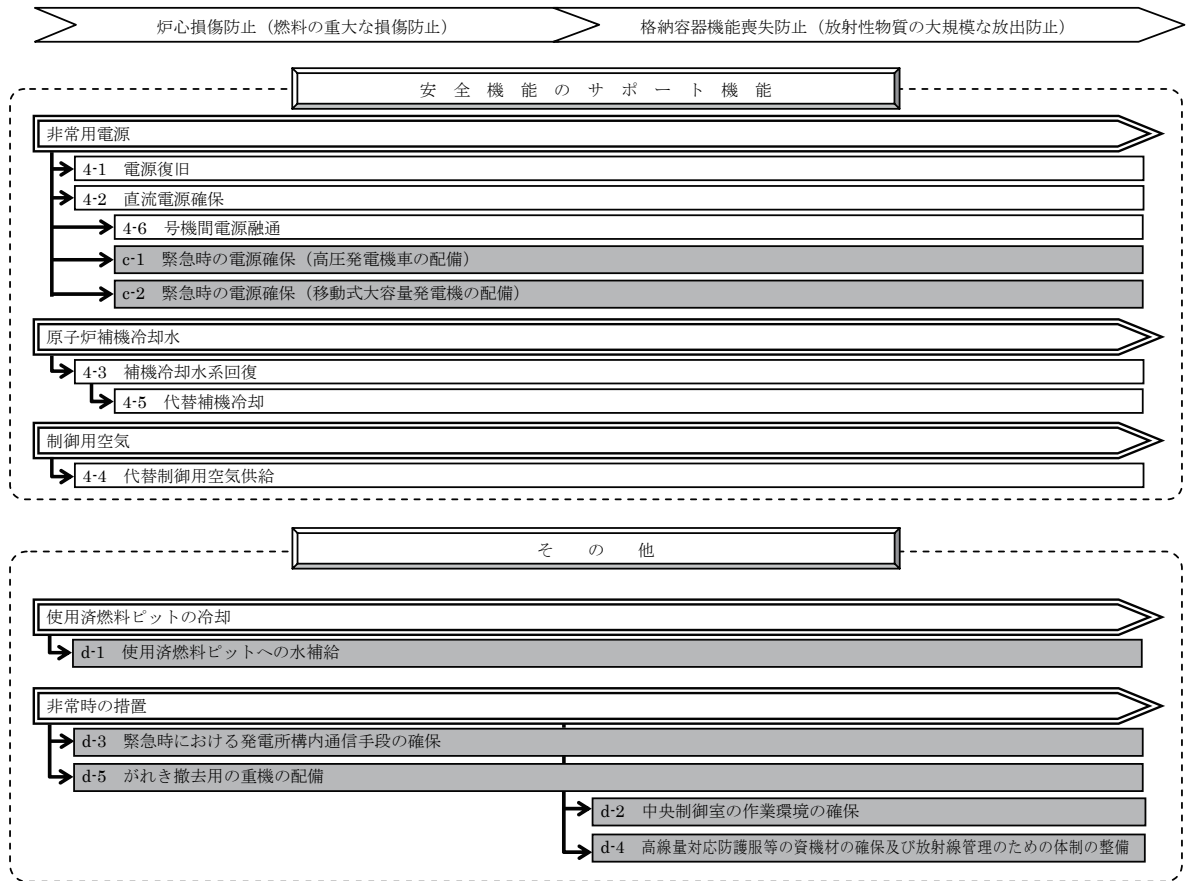 炉心損傷防止（燃料の重大な損傷防止）
格納容器機能喪失防止（放射性物質の大規模な放出防止）
安全機能のサポート機能
非常用電源
4-1 電源復旧
4-2 直流電源確保
4-6 号機間電源融通
c-1 緊急時の電源確保（高圧発電機車の配備）
c-2 緊急時の電源確保（移動式大容量発電機の配備）
原子炉補機冷却水
4-3 補機冷却水系回復
4-5 代替補機冷却
制御用空気
4-4 代替制御用空気供給
その他
使用済燃料ピットの冷却
d-1 使用済燃料ピットへの水補給
非常時の措置
d-3 緊急時における発電所構内通信手段の確保
d-5 がれき撤去用の重機の配備
d-2 中央制御室の作業環境の確保
d-4 高線量対応防護服等の資機材の確保及び放射線管理のための体制の整備